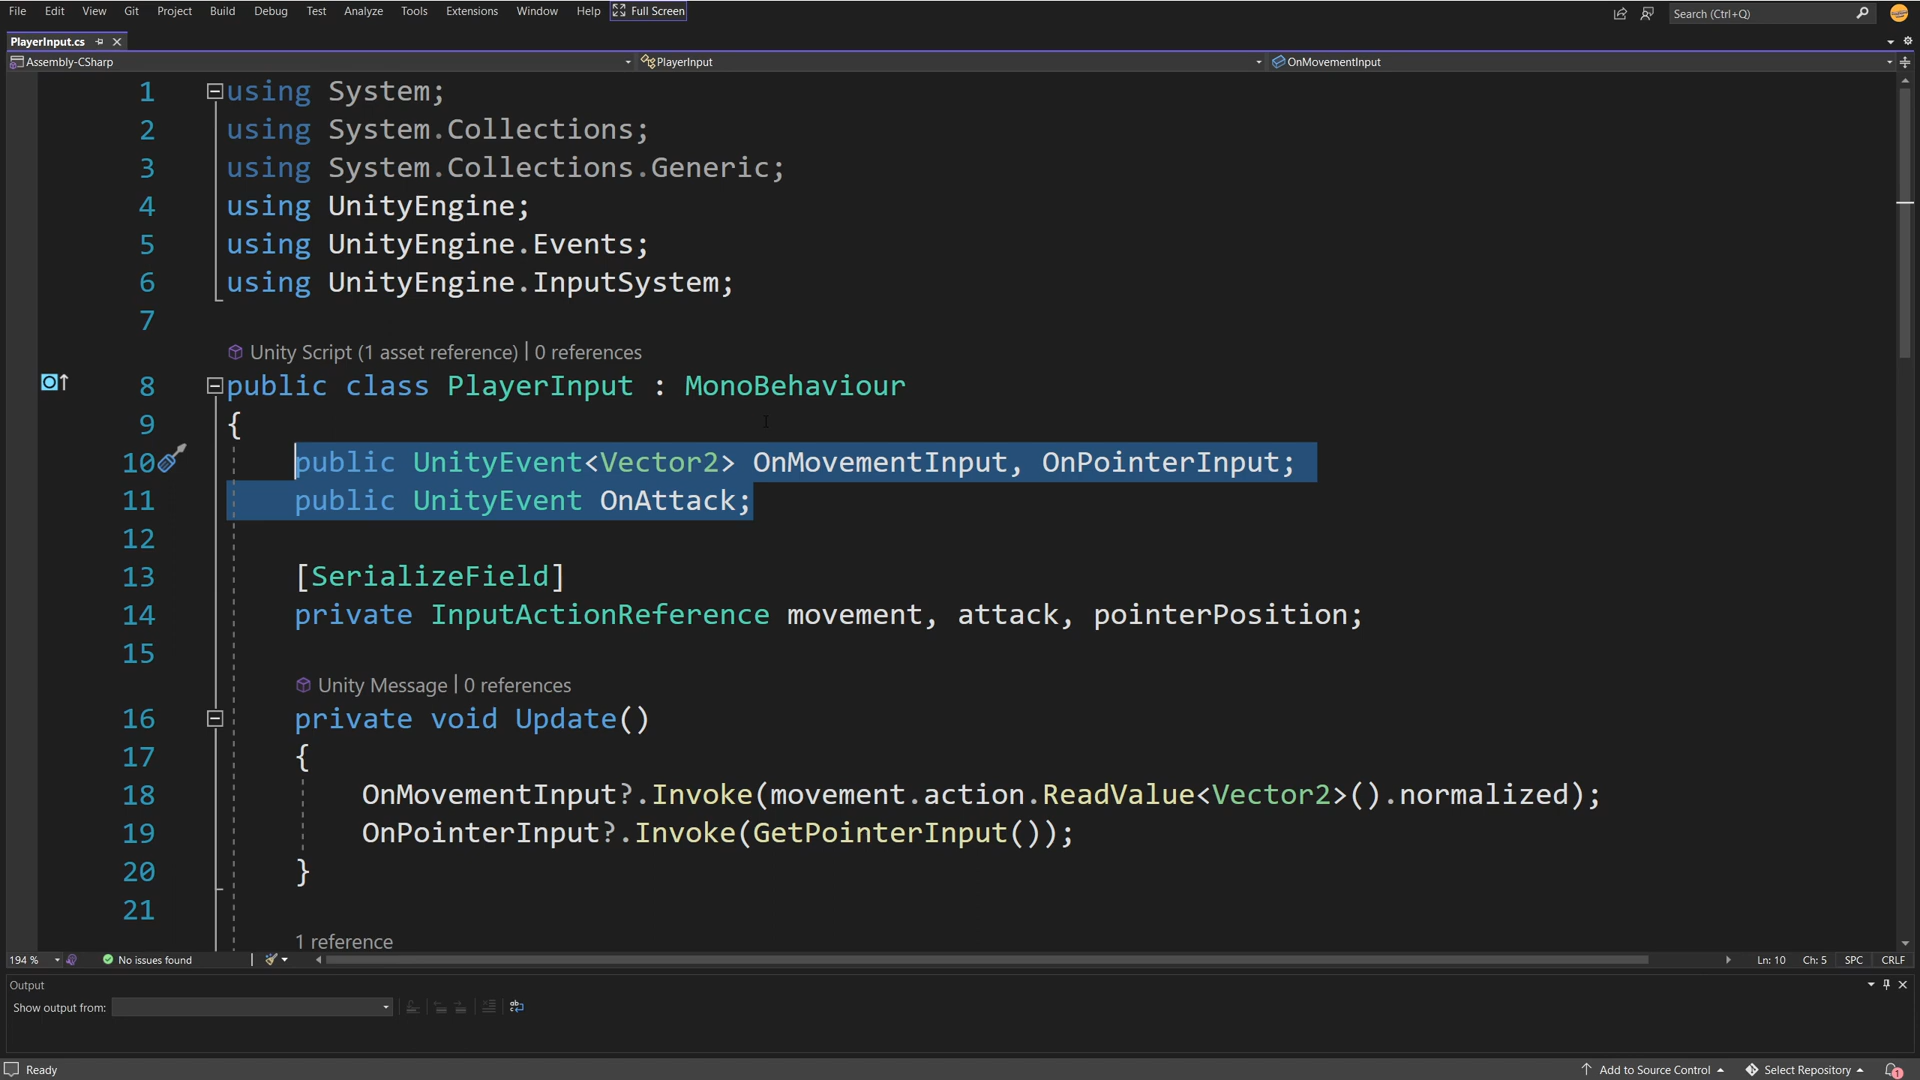 File Edit View Git Project Build Debug Test Analyze Tools Extensions Window Help Full Screen Search (Ctrl+Q)
PlayerInput.cs
Assembly-CSharp PlayerInput OnMovementInput
1 using System;
2 using System.Collections;
3 using System.Collections.Generic;
4 using UnityEngine;
5 using UnityEngine.Events;
6 using UnityEngine.InputSystem;
7
Unity Script (1 asset reference) | 0 references
8 public class PlayerInput : MonoBehaviour
9 {
10 public UnityEvent<Vector2> OnMovementInput, OnPointerInput;
11 public UnityEvent OnAttack;
12
13 [SerializeField]
14 private InputActionReference movement, attack, pointerPosition;
15
Unity Message | 0 references
16 private void Update()
17 {
18 OnMovementInput?.Invoke(movement.action.ReadValue<Vector2>().normalized);
19 OnPointerInput?.Invoke(GetPointerInput());
20 }
21
1 reference
194 % No issues found Ln: 10 Ch: 5 SPC CRLF
Output
Show output from:
Ready Add to Source Control Select Repository 1